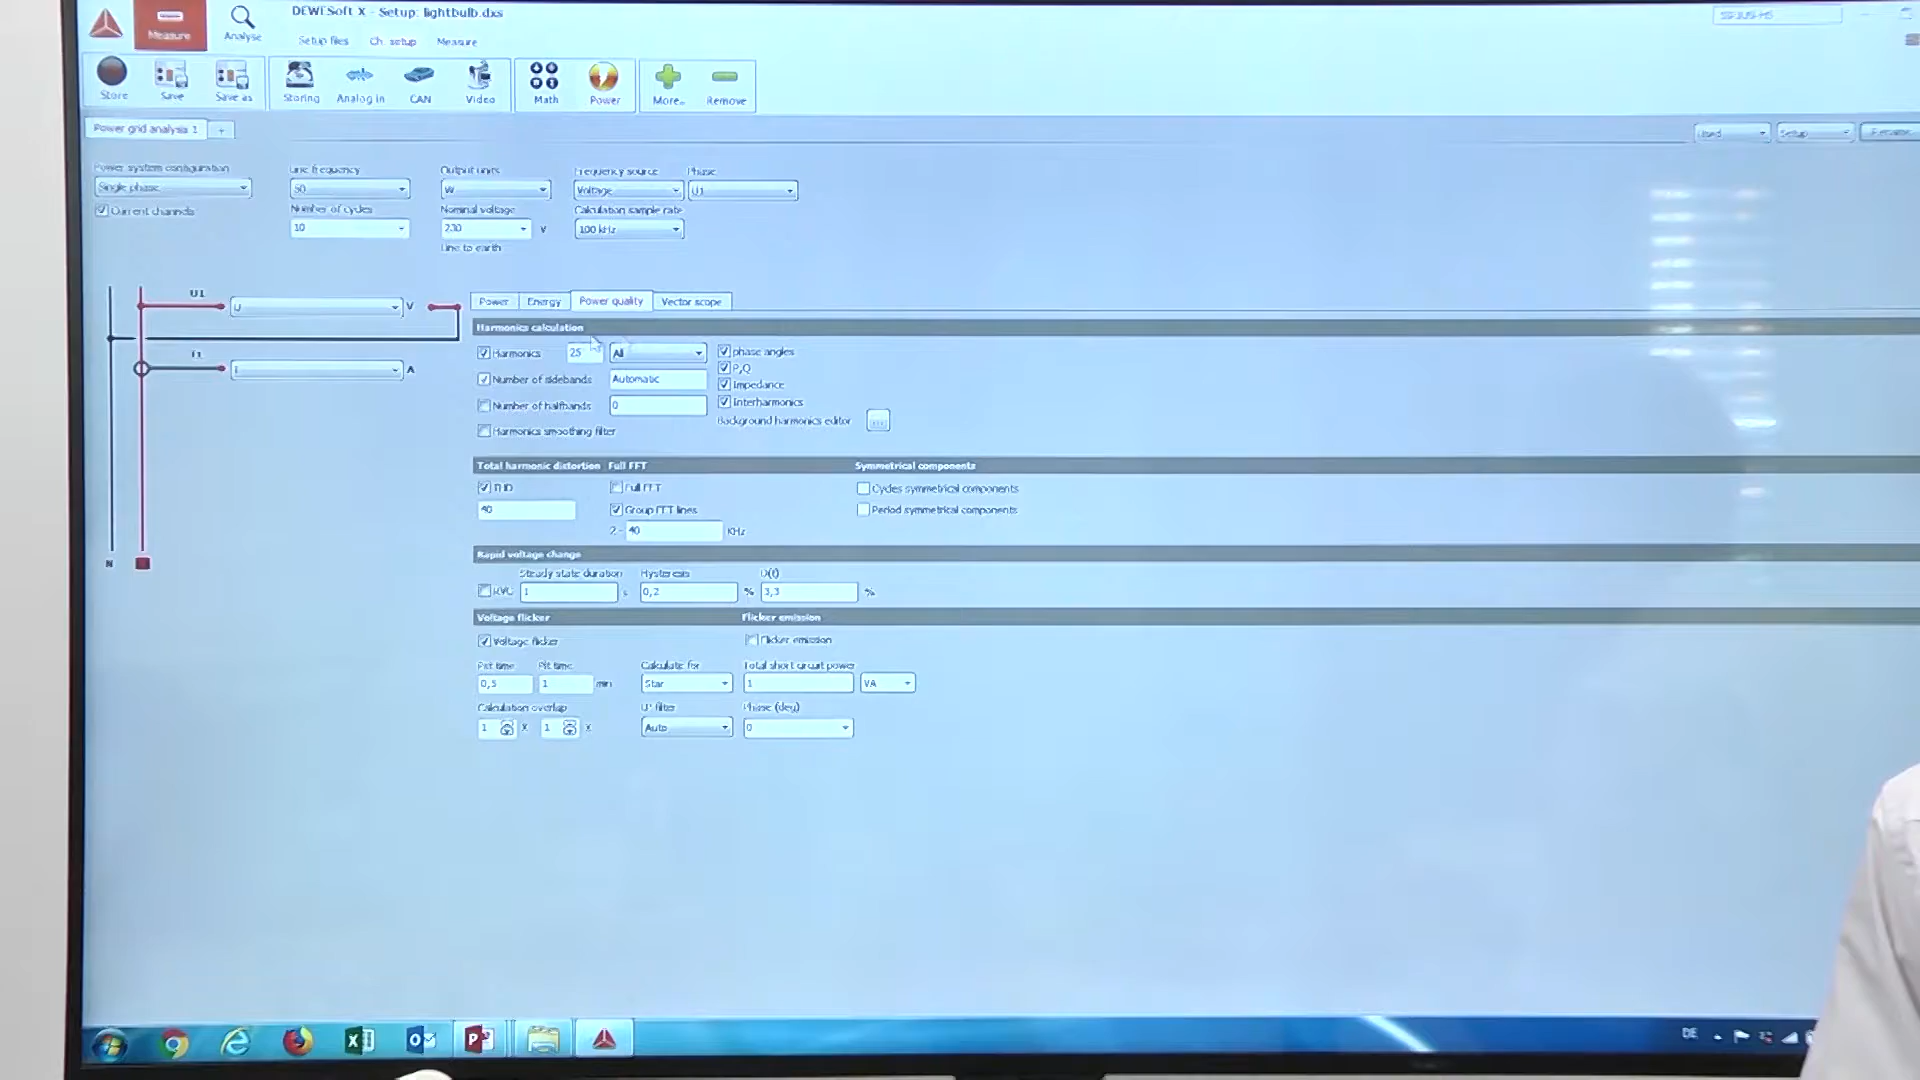 DEWESoft X - Setup: lightbulb.dxs
Measure
Analyse
Setup files
Ch. setup
Measure
SIRIUS-HS
Store
Save
Save as
Storing
Analog in
CAN
Video
Math
Power
More...
Remove
Power grid analysis 1
+
Used
Setup
Power system configuration
Line frequency
Output units
Frequency source
Phase
Single phase
50
W
Voltage
U1
Current channels
Number of cycles
Nominal voltage
Calculation sample rate
10
230
V
100 kHz
Line to earth
U1
U
V
I1
I
A
N
Power
Energy
Power quality
Vector scope
Harmonics calculation
Harmonics
25
All
phase angles
P,Q
Number of sidebands
Automatic
Impedance
Number of halfbands
0
Interharmonics
Background harmonics editor
...
Harmonics smoothing filter
Total harmonic distortion
Full FFT
Symmetrical components
THD
Full FFT
Cycles symmetrical components
40
Group FFT lines
Period symmetrical components
2 - 40 KHz
Rapid voltage change
Steady state duration
Hysteresis
D(t)
RVC
1
s
0,2
%
3,3
%
Voltage flicker
Flicker emission
Voltage flicker
Flicker emission
Pst time
Plt time
Calculate for
Total short circuit power
0,5
1
min
Star
1
VA
Calculation overlap
Phase (deg)
1
x
1
x
Auto
0
DE